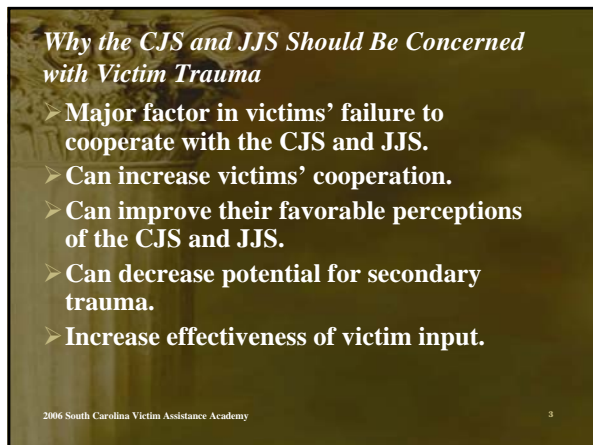 Why the CJS and JJS Should Be Concerned
with Victim Trauma
➢ Major factor in victims’ failure to
cooperate with the CJS and JJS.
➢ Can increase victims’ cooperation.
➢ Can improve their favorable perceptions
of the CJS and JJS.
➢ Can decrease potential for secondary
trauma.
➢ Increase effectiveness of victim input.
2006 South Carolina Victim Assistance Academy 3